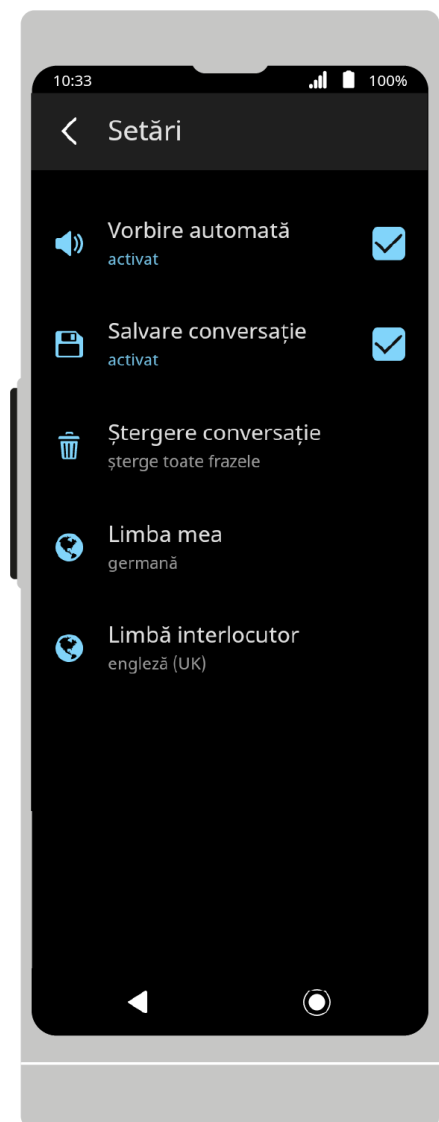 10:33
100%
Setări
Vorbire automată
activat
Salvare conversație
activat
Ștergere conversație
șterge toate frazele
Limba mea
germană
Limbă interlocutor
engleză (UK)